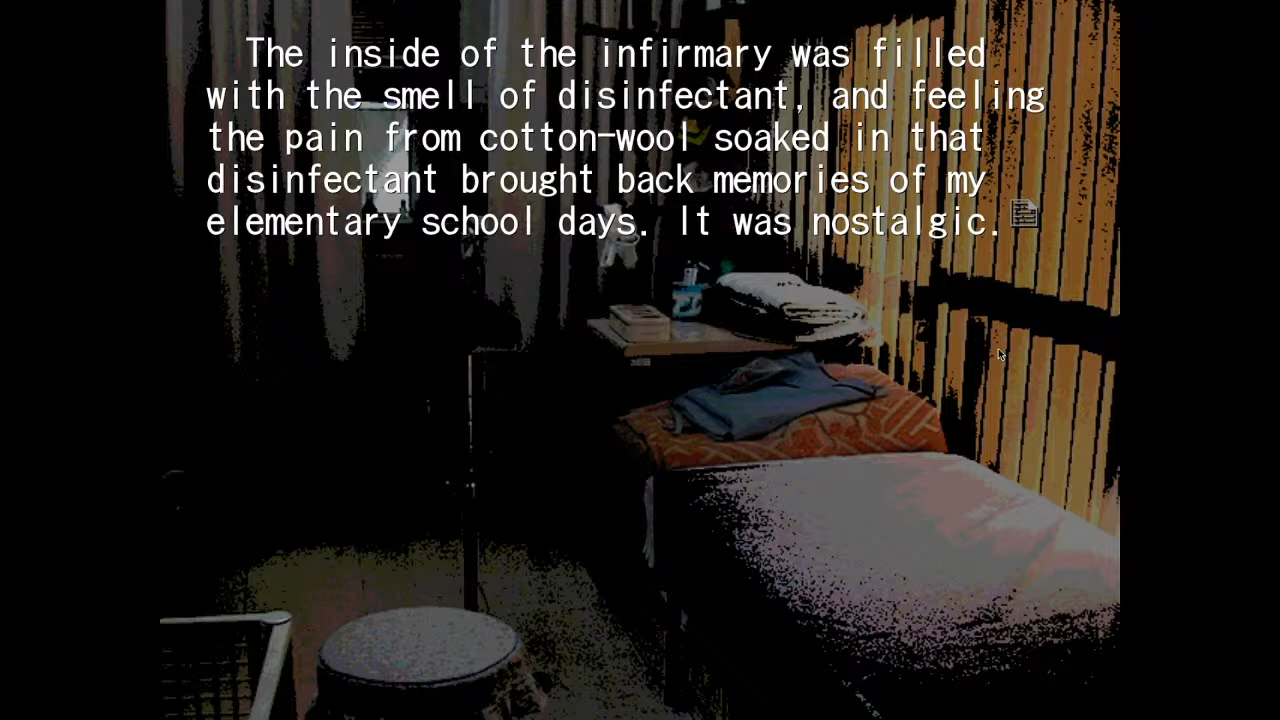 The inside of the infirmary was filled
with the smell of disinfectant, and feeling
the pain from cotton-wool soaked in that
disinfectant brought back memories of my
elementary school days. It was nostalgic.